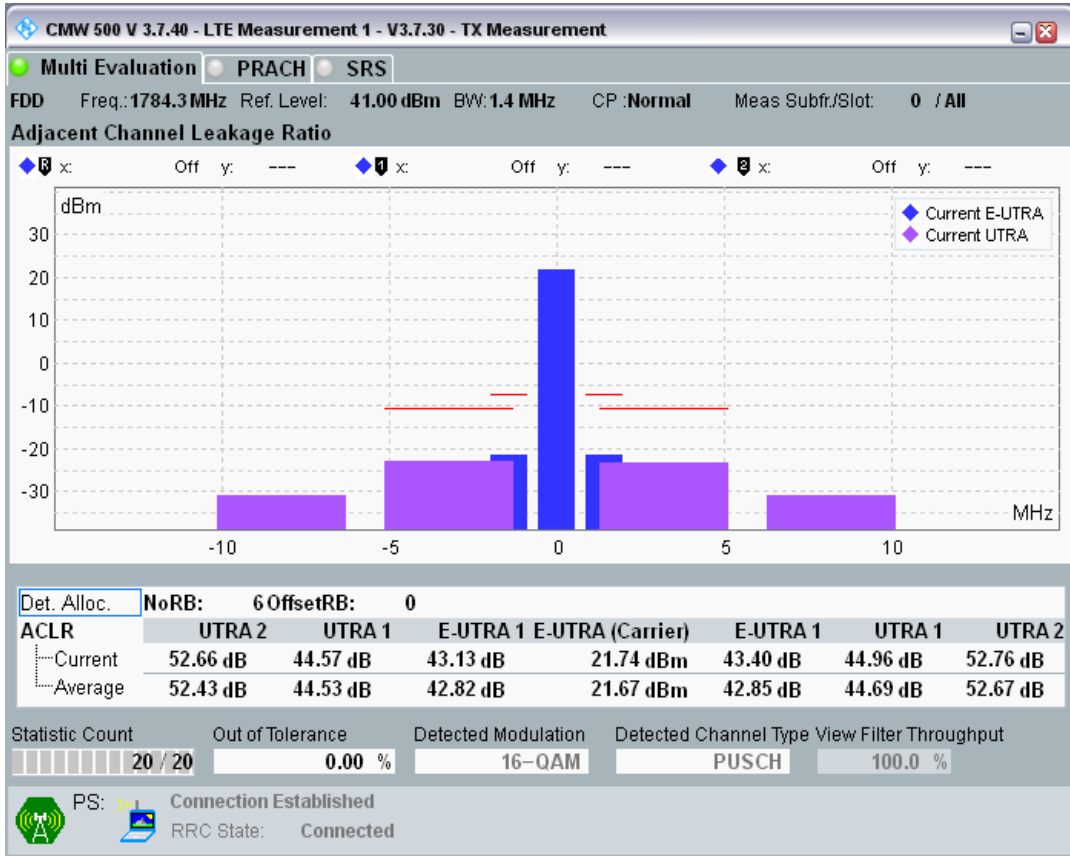 CMW 500 V 3.7.40 - LTE Measurement 1 - V3.7.30 - TX Measurement
Multi Evaluation PRACH SRS
FDD Freq.:1784.3 MHz Ref. Level: 41.00 dBm BW:1.4 MHz CP :Normal Meas Subfr./Slot: 0 / All
Adjacent Channel Leakage Ratio
R x: Off y: --- 1 x: Off y: --- 2 x: Off y: ---
dBm
Current E-UTRA
Current UTRA
30
20
10
0
-10
-20
-30
MHz
-10 -5 0 5 10
Det. Alloc. NoRB: 6 OffsetRB: 0
ACLR UTRA 2 UTRA 1 E-UTRA 1 E-UTRA (Carrier) E-UTRA 1 UTRA 1 UTRA 2
Current 52.66 dB 44.57 dB 43.13 dB 21.74 dBm 43.40 dB 44.96 dB 52.76 dB
Average 52.43 dB 44.53 dB 42.82 dB 21.67 dBm 42.85 dB 44.69 dB 52.67 dB
Statistic Count Out of Tolerance Detected Modulation Detected Channel Type View Filter Throughput
20 / 20 0.00 % 16-QAM PUSCH 100.0 %
PS: Connection Established
RRC State: Connected